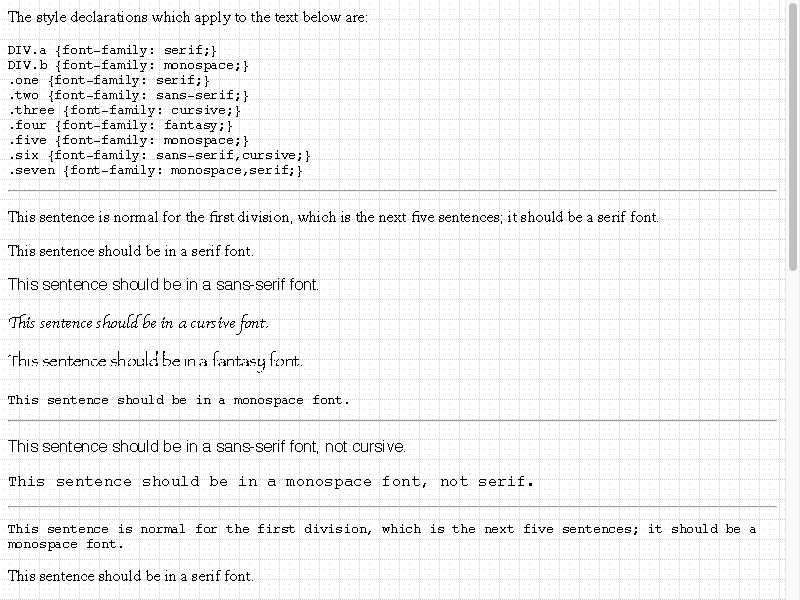 The style declarations which apply to the text below are:
DIV.a {font-family: serif;}
DIV.b {font-family: monospace;}
.one {font-family: serif;}
.two {font-family: sans-serif;}
.three {font-family: cursive;}
.four {font-family: fantasy;}
.five {font-family: monospace;}
.six {font-family: sans-serif,cursive;}
.seven {font-family: monospace,serif;}
This sentence is normal for the first division, which is the next five sentences; it should be a serif font.
This sentence should be in a serif font.
This sentence should be in a sans-serif font.
This sentence should be in a cursive font.
This sentence should be in a fantasy font.
This sentence should be in a monospace font.
This sentence should be in a sans-serif font, not cursive.
This sentence should be in a monospace font, not serif.
This sentence is normal for the first division, which is the next five sentences; it should be a
monospace font.
This sentence should be in a serif font.